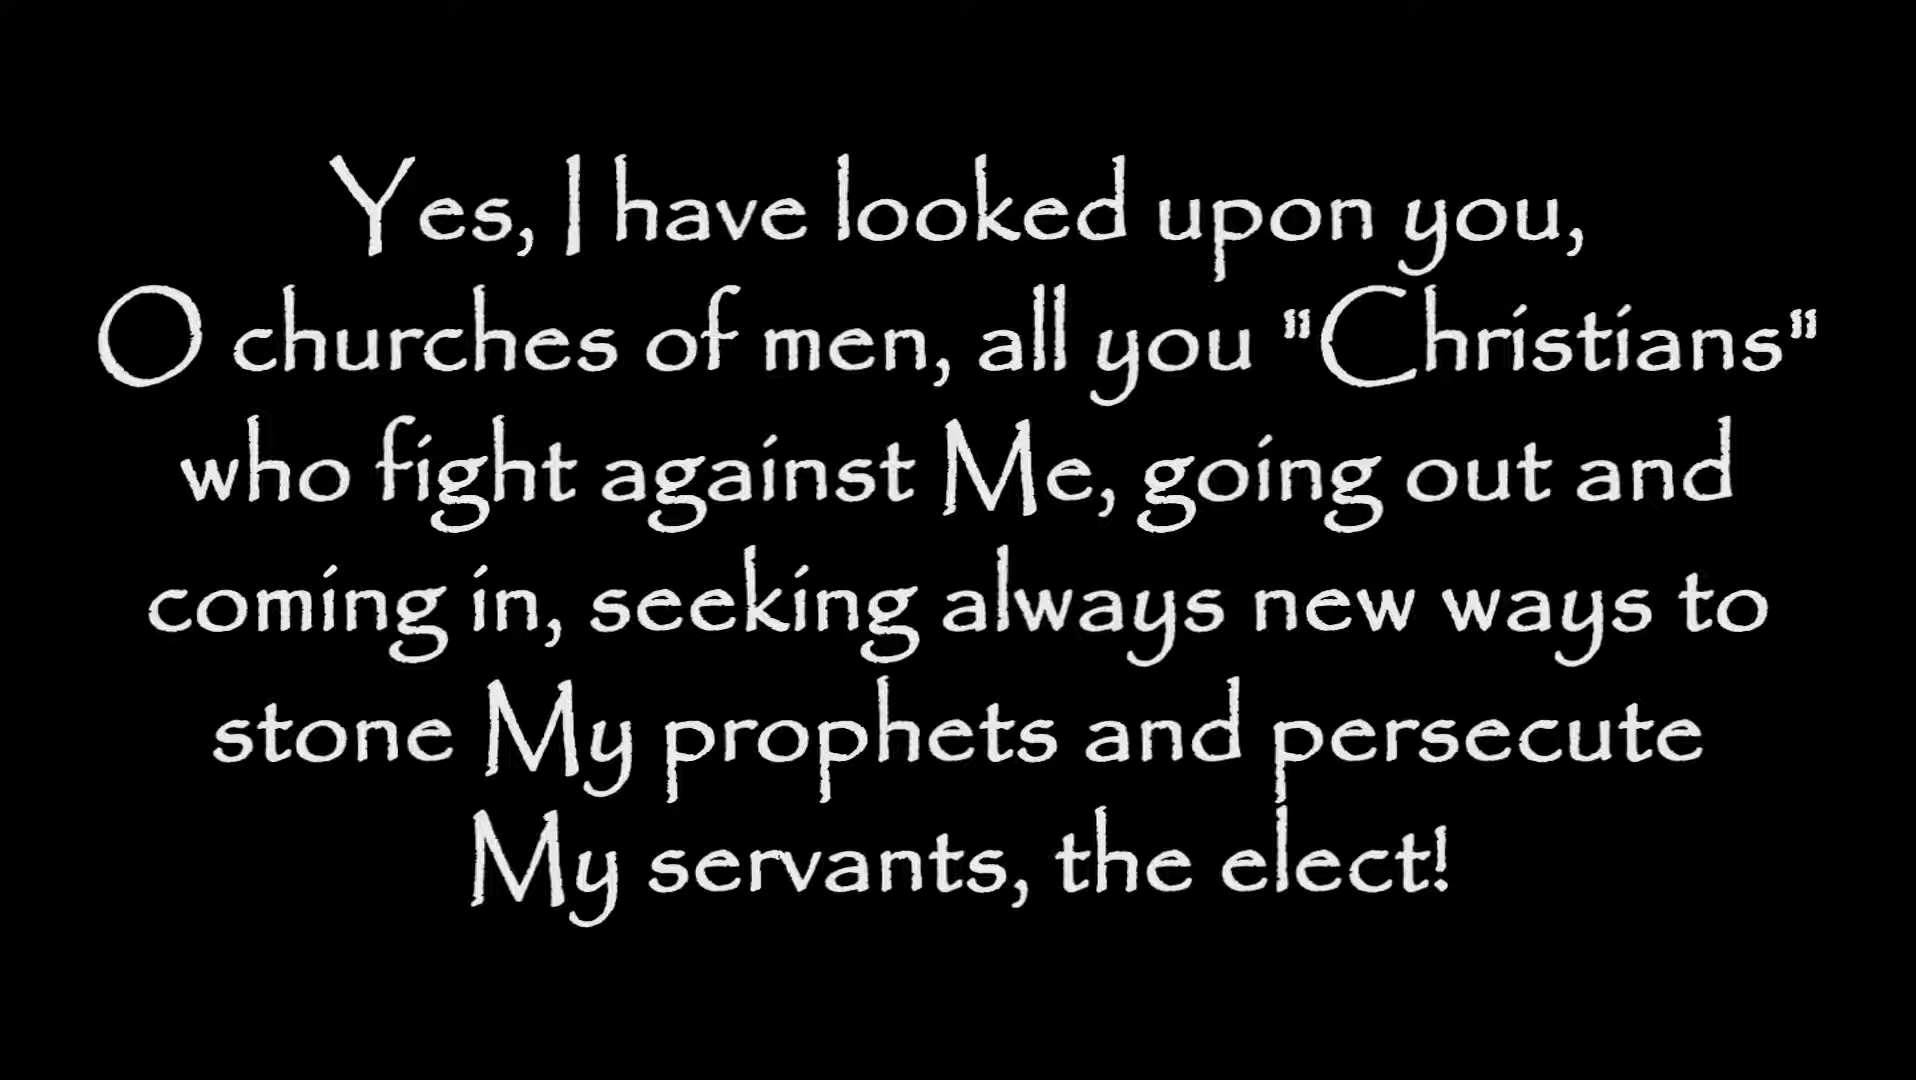 Yes, I have looked upon you,
O churches of men, all you "Christians"
who fight against Me, going out and
coming in, seeking always new ways to
stone My prophets and persecute
My servants, the elect!